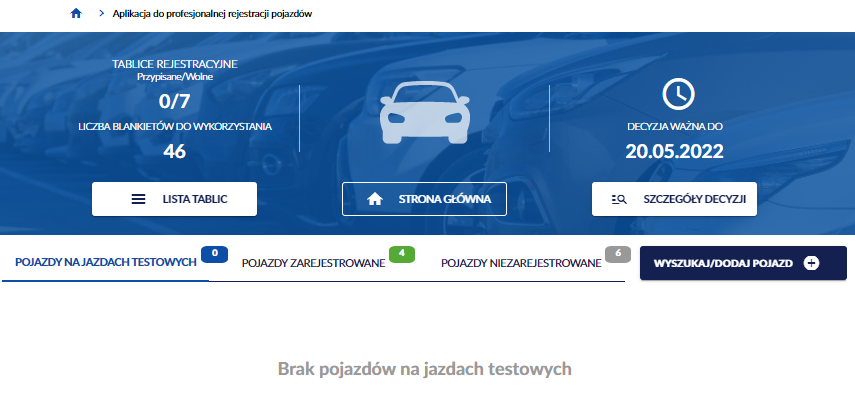 Aplikacja do profesjonalnej rejestracji pojazdów
TABLICE REJESTRACYJNE
Przypisane/Wolne
0/7
LICZBA BLANKIETÓW DO WYKORZYSTANIA
46
DECYZJA WAŻNA DO
20.05.2022
LISTA TABLIC
STRONA GŁÓWNA
SZCZEGÓŁY DECYZJI
POJAZDY NA JAZDACH TESTOWYCH 0
POJAZDY ZAREJESTROWANE 4
POJAZDY NIEZAREJESTROWANE 6
WYSZUKAJ/DODAJ POJAZD
Brak pojazdów na jazdach testowych